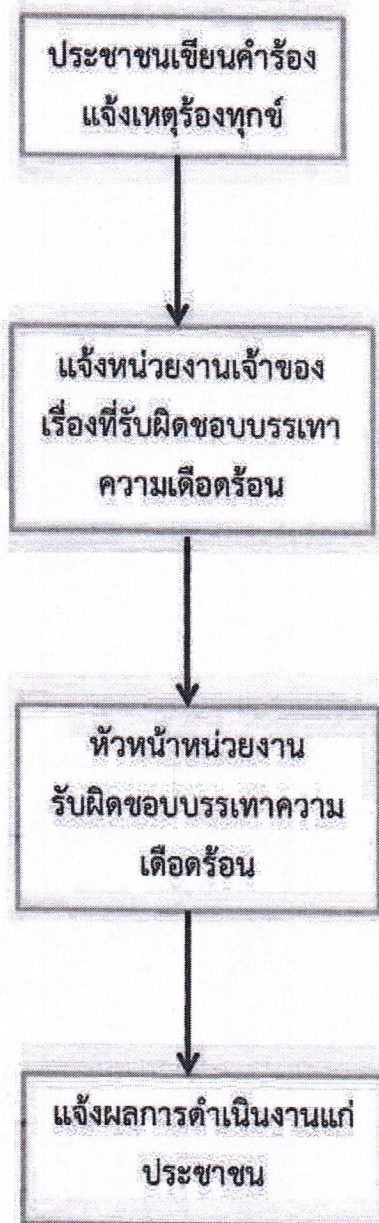 ประชาชนเขียนคำร้อง
แจ้งเหตุร้องทุกข์
แจ้งหน่วยงานเจ้าของ
เรื่องที่รับผิดชอบบรรเทา
ความเดือดร้อน
หัวหน้าหน่วยงาน
รับผิดชอบบรรเทาความ
เดือดร้อน
แจ้งผลการดำเนินงานแก่
ประชาชน